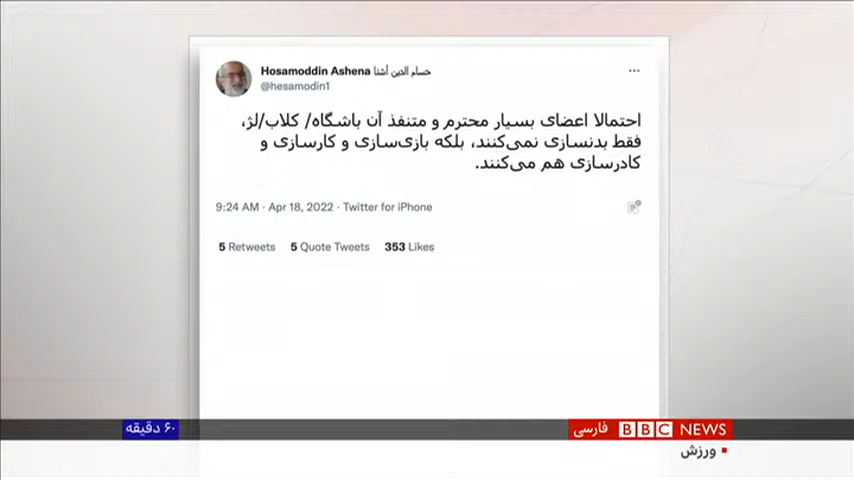 Hosamoddin Ashena حسام الدین آشنا
@hesamodin1
احتمالا اعضای بسیار محترم و متنفذ آن باشگاه/ کلاب/لژ،
فقط بدنسازی نمی‌کنند، بلکه بازی‌سازی و کارسازی و
کادرسازی هم می‌کنند.
9:24 AM · Apr 18, 2022 · Twitter for iPhone
5 Retweets 5 Quote Tweets 353 Likes
۶۰ دقیقه
BBC NEWS فارسی
ورزش